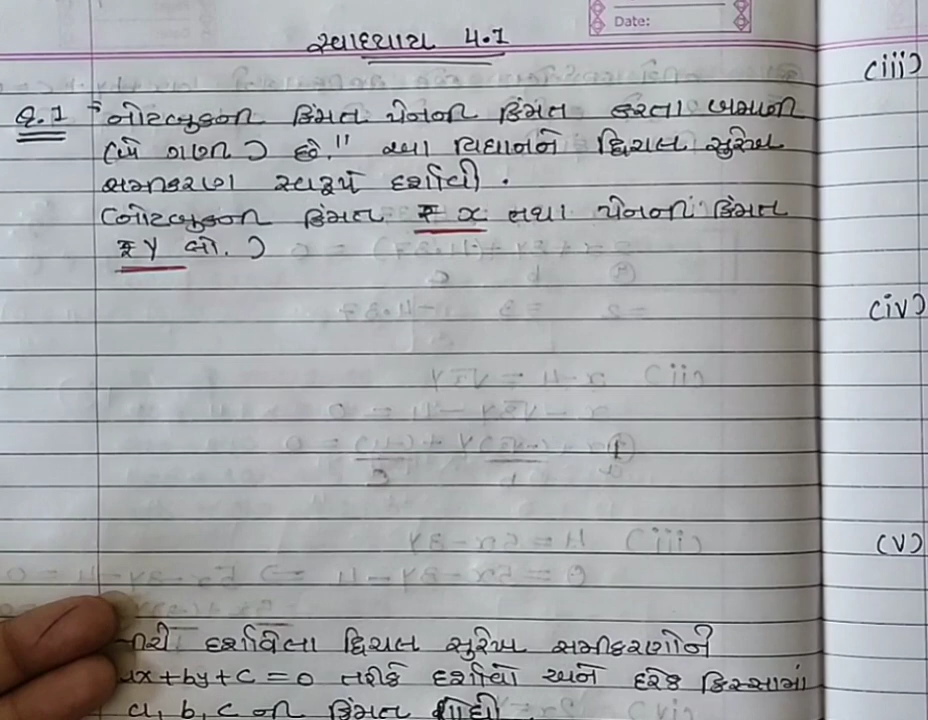 Date:
સ્વાધ્યાય 4.1
(iii)
Q.1 "નોટબુકની કિંમત પેનની કિંમત કરતા બમણી
(બે ગણી) છે." આ વિધાનને દ્વિચલ સુરેખ
સમીકરણ સ્વરૂપે દર્શાવો.
(નોટબુકની કિંમત ₹ x તથા પેનની કિંમત
₹ y લો.)
(iv)
(v)
નીચે દર્શાવેલા દ્વિચલ સુરેખ સમીકરણોને
ax+by+c=0 તરીકે દર્શાવો અને દરેક કિસ્સામાં
a, b, c ની કિંમત શોધો